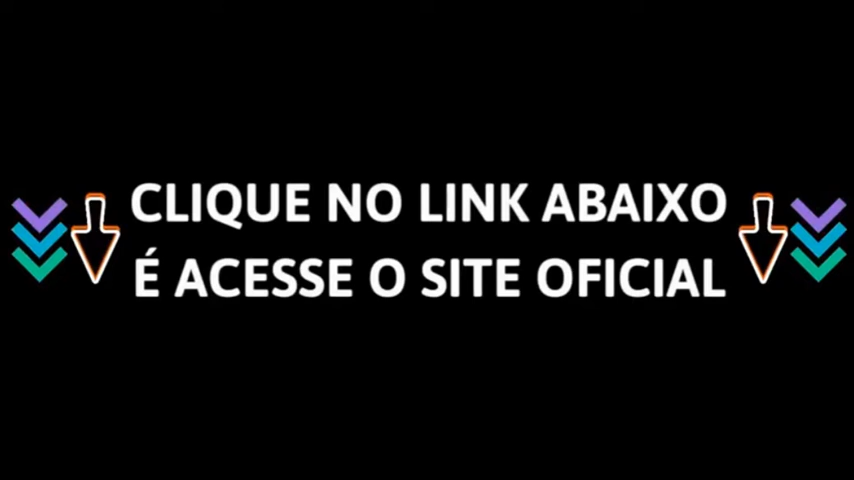 CLIQUE NO LINK ABAIXO
É ACESSE O SITE OFICIAL